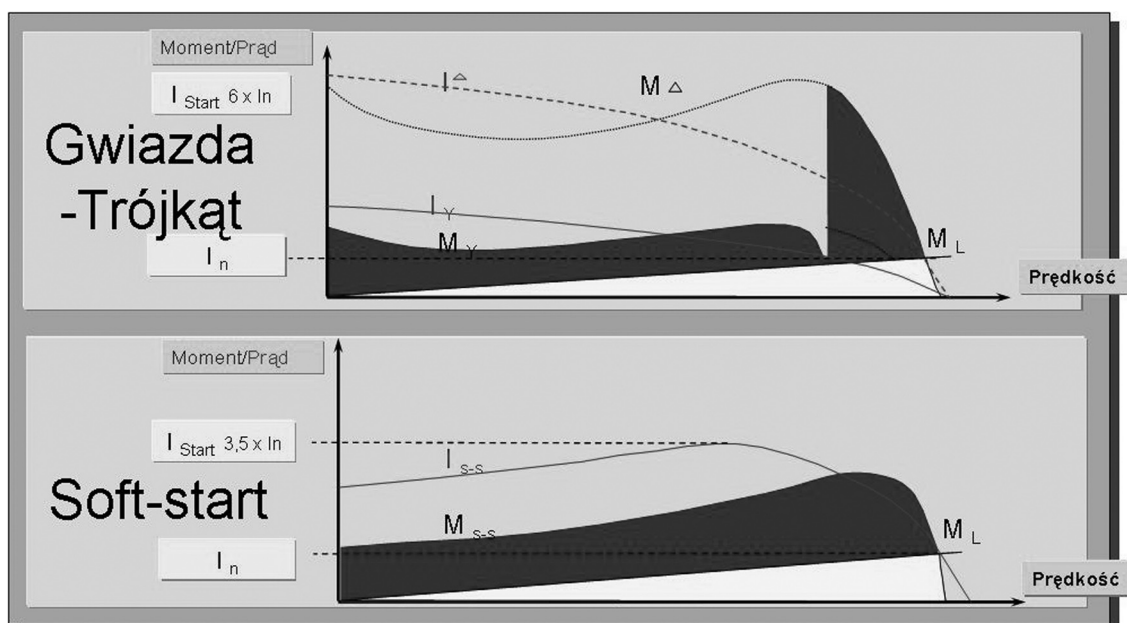 Moment/Prąd
I Start 6 x In
Gwiazda
-Trójkąt
I n
I △
M △
I Y
M Y
M L
Prędkość
Moment/Prąd
I Start 3,5 x In
Soft-start
I n
I s-s
M s-s
M L
Prędkość